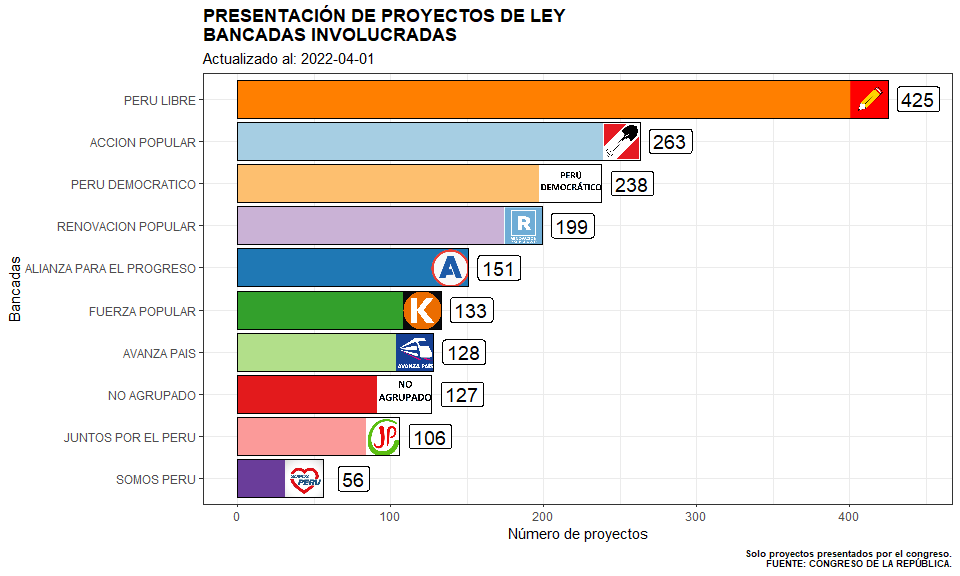 PRESENTACIÓN DE PROYECTOS DE LEY
BANCADAS INVOLUCRADAS
Actualizado al: 2022-04-01
Bancadas
PERU LIBRE
425
ACCION POPULAR
263
PERU DEMOCRATICO
PERÚ
DEMOCRÁTICO
238
RENOVACION POPULAR
R
199
ALIANZA PARA EL PROGRESO
A
151
FUERZA POPULAR
K
133
AVANZA PAIS
AVANZA PAÍS
128
NO AGRUPADO
NO
AGRUPADO
127
JUNTOS POR EL PERU
JP
106
SOMOS PERU
SOMOS
PERU
56
0
100
200
300
400
Número de proyectos
Solo proyectos presentados por el congreso.
FUENTE: CONGRESO DE LA REPÚBLICA.